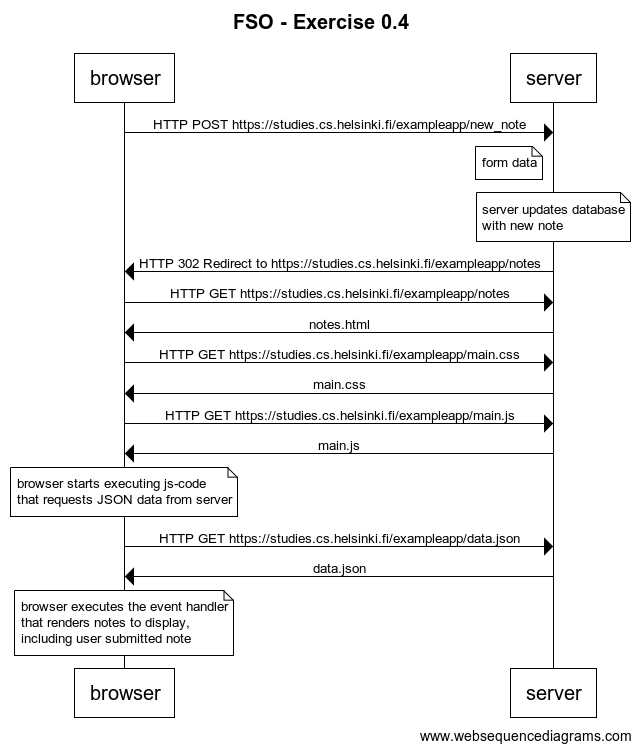 FSO - Exercise 0.4
browser
server
HTTP POST https://studies.cs.helsinki.fi/exampleapp/new_note
form data
server updates database
with new note
HTTP 302 Redirect to https://studies.cs.helsinki.fi/exampleapp/notes
HTTP GET https://studies.cs.helsinki.fi/exampleapp/notes
notes.html
HTTP GET https://studies.cs.helsinki.fi/exampleapp/main.css
main.css
HTTP GET https://studies.cs.helsinki.fi/exampleapp/main.js
main.js
browser starts executing js-code
that requests JSON data from server
HTTP GET https://studies.cs.helsinki.fi/exampleapp/data.json
data.json
browser executes the event handler
that renders notes to display,
including user submitted note
browser
server
www.websequencediagrams.com